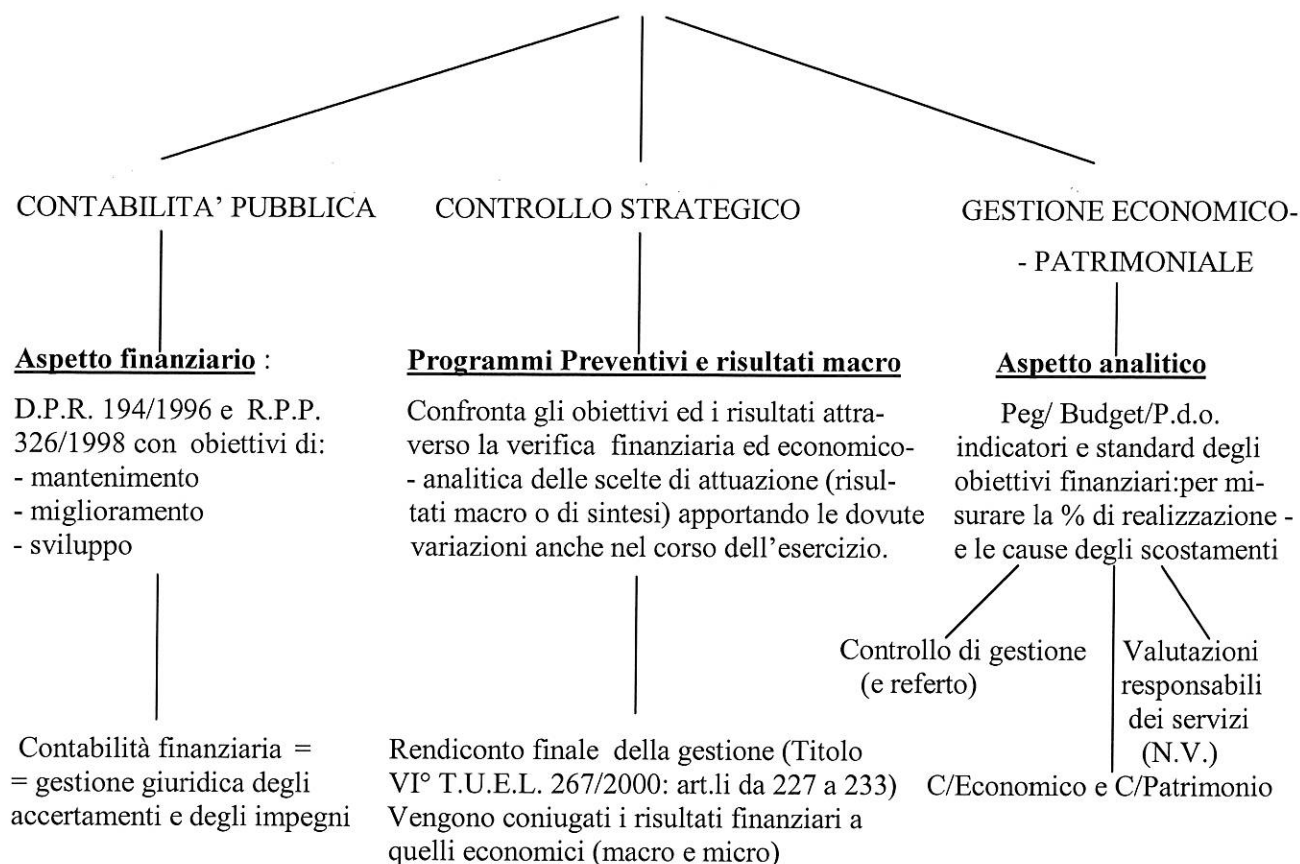 CONTABILITA’ PUBBLICA
CONTROLLO STRATEGICO
GESTIONE ECONOMICO-
- PATRIMONIALE
Aspetto finanziario :
D.P.R. 194/1996 e R.P.P.
326/1998 con obiettivi di:
- mantenimento
- miglioramento
- sviluppo
Contabilità finanziaria =
= gestione giuridica degli
accertamenti e degli impegni
Programmi Preventivi e risultati macro
Confronta gli obiettivi ed i risultati attra-
verso la verifica finanziaria ed economico-
- analitica delle scelte di attuazione (risul-
tati macro o di sintesi) apportando le dovute
variazioni anche nel corso dell’esercizio.
Rendiconto finale della gestione (Titolo
VI° T.U.E.L. 267/2000: art.li da 227 a 233)
Vengono coniugati i risultati finanziari a
quelli economici (macro e micro)
Aspetto analitico
Peg/ Budget/P.d.o.
indicatori e standard degli
obiettivi finanziari:per mi-
surare la % di realizzazione -
e le cause degli scostamenti
Controllo di gestione
(e referto)
Valutazioni
responsabili
dei servizi
(N.V.)
C/Economico e C/Patrimonio